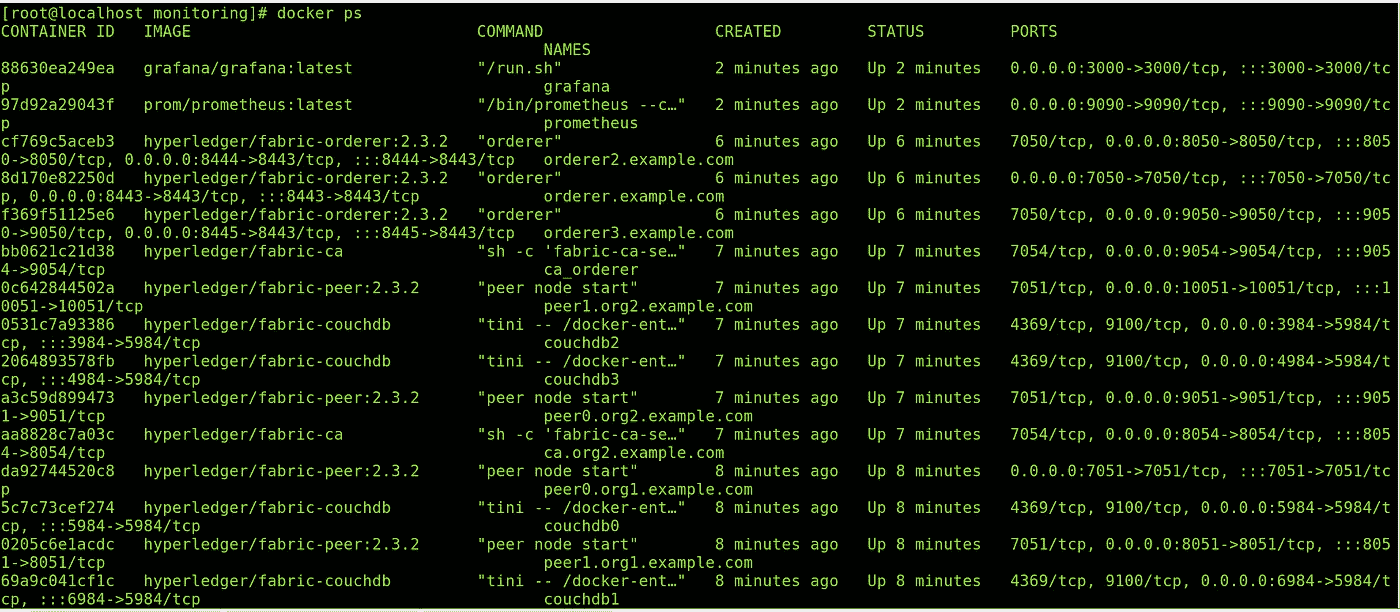 [root@localhost monitoring]# docker ps
CONTAINER ID   IMAGE                              COMMAND                  CREATED         STATUS         PORTS
                                                         NAMES
88630ea249ea   grafana/grafana:latest             "/run.sh"                2 minutes ago   Up 2 minutes   0.0.0.0:3000->3000/tcp, :::3000->3000/tc
p                                                        grafana
97d92a29043f   prom/prometheus:latest             "/bin/prometheus --c…"   2 minutes ago   Up 2 minutes   0.0.0.0:9090->9090/tcp, :::9090->9090/tc
p                                                        prometheus
cf769c5aceb3   hyperledger/fabric-orderer:2.3.2   "orderer"                6 minutes ago   Up 6 minutes   7050/tcp, 0.0.0.0:8050->8050/tcp, :::805
0->8050/tcp, 0.0.0.0:8444->8443/tcp, :::8444->8443/tcp   orderer2.example.com
8d170e82250d   hyperledger/fabric-orderer:2.3.2   "orderer"                6 minutes ago   Up 6 minutes   0.0.0.0:7050->7050/tcp, :::7050->7050/tc
p, 0.0.0.0:8443->8443/tcp, :::8443->8443/tcp             orderer.example.com
f369f51125e6   hyperledger/fabric-orderer:2.3.2   "orderer"                6 minutes ago   Up 6 minutes   7050/tcp, 0.0.0.0:9050->9050/tcp, :::905
0->9050/tcp, 0.0.0.0:8445->8443/tcp, :::8445->8443/tcp   orderer3.example.com
bb0621c21d38   hyperledger/fabric-ca              "sh -c 'fabric-ca-se…"   7 minutes ago   Up 7 minutes   7054/tcp, 0.0.0.0:9054->9054/tcp, :::905
4->9054/tcp                                              ca_orderer
0c642844502a   hyperledger/fabric-peer:2.3.2      "peer node start"        7 minutes ago   Up 7 minutes   7051/tcp, 0.0.0.0:10051->10051/tcp, :::1
0051->10051/tcp                                          peer1.org2.example.com
0531c7a93386   hyperledger/fabric-couchdb         "tini -- /docker-ent…"   7 minutes ago   Up 7 minutes   4369/tcp, 9100/tcp, 0.0.0.0:3984->5984/t
cp, :::3984->5984/tcp                                    couchdb2
2064893578fb   hyperledger/fabric-couchdb         "tini -- /docker-ent…"   7 minutes ago   Up 7 minutes   4369/tcp, 9100/tcp, 0.0.0.0:4984->5984/t
cp, :::4984->5984/tcp                                    couchdb3
a3c59d899473   hyperledger/fabric-peer:2.3.2      "peer node start"        7 minutes ago   Up 7 minutes   7051/tcp, 0.0.0.0:9051->9051/tcp, :::905
1->9051/tcp                                              peer0.org2.example.com
aa8828c7a03c   hyperledger/fabric-ca              "sh -c 'fabric-ca-se…"   7 minutes ago   Up 7 minutes   7054/tcp, 0.0.0.0:8054->8054/tcp, :::805
4->8054/tcp                                              ca.org2.example.com
da92744520c8   hyperledger/fabric-peer:2.3.2      "peer node start"        8 minutes ago   Up 8 minutes   0.0.0.0:7051->7051/tcp, :::7051->7051/tc
p                                                        peer0.org1.example.com
5c7c73cef274   hyperledger/fabric-couchdb         "tini -- /docker-ent…"   8 minutes ago   Up 8 minutes   4369/tcp, 9100/tcp, 0.0.0.0:5984->5984/t
cp, :::5984->5984/tcp                                    couchdb0
0205c6e1acdc   hyperledger/fabric-peer:2.3.2      "peer node start"        8 minutes ago   Up 8 minutes   7051/tcp, 0.0.0.0:8051->8051/tcp, :::805
1->8051/tcp                                              peer1.org1.example.com
69a9c041cf1c   hyperledger/fabric-couchdb         "tini -- /docker-ent…"   8 minutes ago   Up 8 minutes   4369/tcp, 9100/tcp, 0.0.0.0:6984->5984/t
cp, :::6984->5984/tcp                                    couchdb1